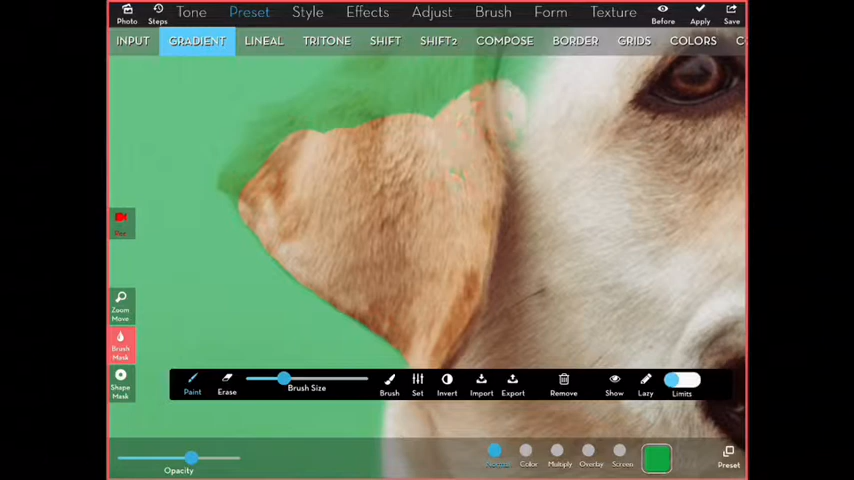 Photo Steps Tone Preset Style Effects Adjust Brush Form Texture Before Apply Save
INPUT GRADIENT LINEAL TRITONE SHIFT SHIFT2 COMPOSE BORDER GRIDS COLORS
Rec
Zoom
Move
Brush
Mask
Shape
Mask
Paint Erase Brush Size Brush Set Invert Import Export Remove Show Lazy Limits
Opacity Normal Color Multiply Overlay Screen Preset